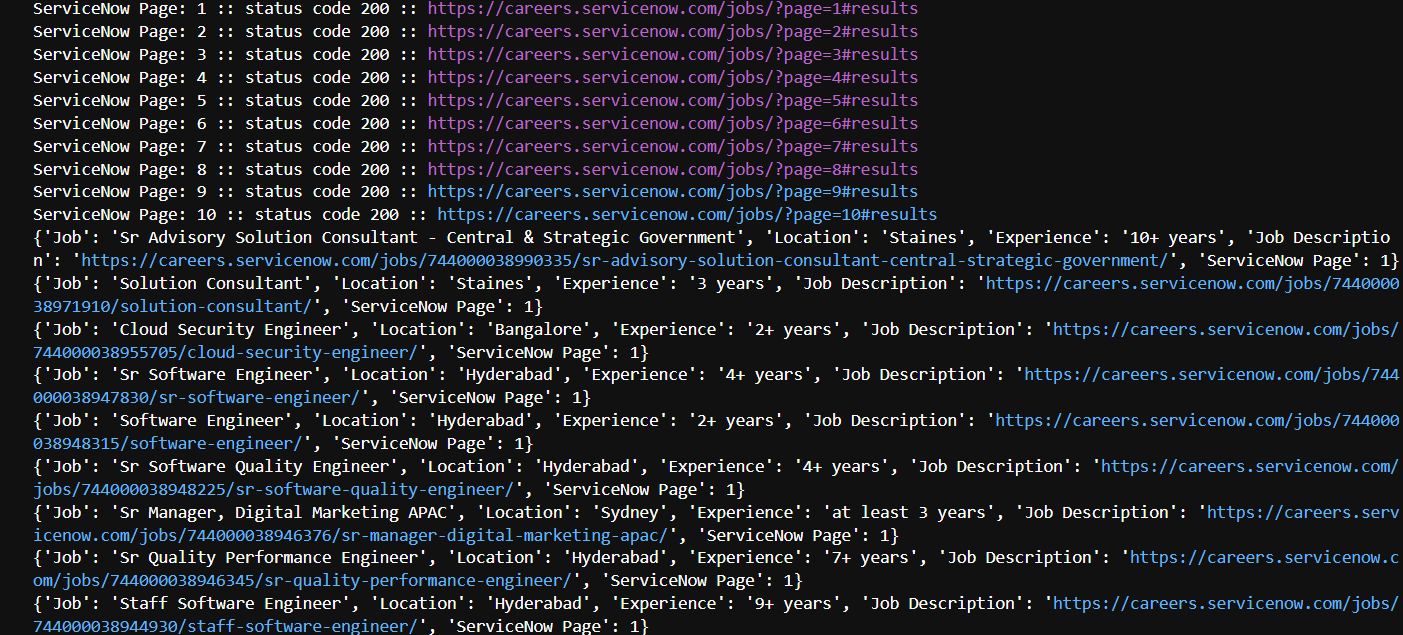 ServiceNow Page: 1 :: status code 200 :: https://careers.servicenow.com/jobs/?page=1#results
ServiceNow Page: 2 :: status code 200 :: https://careers.servicenow.com/jobs/?page=2#results
ServiceNow Page: 3 :: status code 200 :: https://careers.servicenow.com/jobs/?page=3#results
ServiceNow Page: 4 :: status code 200 :: https://careers.servicenow.com/jobs/?page=4#results
ServiceNow Page: 5 :: status code 200 :: https://careers.servicenow.com/jobs/?page=5#results
ServiceNow Page: 6 :: status code 200 :: https://careers.servicenow.com/jobs/?page=6#results
ServiceNow Page: 7 :: status code 200 :: https://careers.servicenow.com/jobs/?page=7#results
ServiceNow Page: 8 :: status code 200 :: https://careers.servicenow.com/jobs/?page=8#results
ServiceNow Page: 9 :: status code 200 :: https://careers.servicenow.com/jobs/?page=9#results
ServiceNow Page: 10 :: status code 200 :: https://careers.servicenow.com/jobs/?page=10#results
{'Job': 'Sr Advisory Solution Consultant - Central & Strategic Government', 'Location': 'Staines', 'Experience': '10+ years', 'Job Descriptio
n': 'https://careers.servicenow.com/jobs/744000038990335/sr-advisory-solution-consultant-central-strategic-government/', 'ServiceNow Page': 1}
{'Job': 'Solution Consultant', 'Location': 'Staines', 'Experience': '3 years', 'Job Description': 'https://careers.servicenow.com/jobs/7440000
38971910/solution-consultant/', 'ServiceNow Page': 1}
{'Job': 'Cloud Security Engineer', 'Location': 'Bangalore', 'Experience': '2+ years', 'Job Description': 'https://careers.servicenow.com/jobs/
744000038955705/cloud-security-engineer/', 'ServiceNow Page': 1}
{'Job': 'Sr Software Engineer', 'Location': 'Hyderabad', 'Experience': '4+ years', 'Job Description': 'https://careers.servicenow.com/jobs/744
000038947830/sr-software-engineer/', 'ServiceNow Page': 1}
{'Job': 'Software Engineer', 'Location': 'Hyderabad', 'Experience': '2+ years', 'Job Description': 'https://careers.servicenow.com/jobs/744000
038948315/software-engineer/', 'ServiceNow Page': 1}
{'Job': 'Sr Software Quality Engineer', 'Location': 'Hyderabad', 'Experience': '4+ years', 'Job Description': 'https://careers.servicenow.com/
jobs/744000038948225/sr-software-quality-engineer/', 'ServiceNow Page': 1}
{'Job': 'Sr Manager, Digital Marketing APAC', 'Location': 'Sydney', 'Experience': 'at least 3 years', 'Job Description': 'https://careers.serv
icenow.com/jobs/744000038946376/sr-manager-digital-marketing-apac/', 'ServiceNow Page': 1}
{'Job': 'Sr Quality Performance Engineer', 'Location': 'Hyderabad', 'Experience': '7+ years', 'Job Description': 'https://careers.servicenow.c
om/jobs/744000038946345/sr-quality-performance-engineer/', 'ServiceNow Page': 1}
{'Job': 'Staff Software Engineer', 'Location': 'Hyderabad', 'Experience': '9+ years', 'Job Description': 'https://careers.servicenow.com/jobs/
744000038944930/staff-software-engineer/', 'ServiceNow Page': 1}